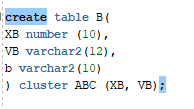 create table B(
XB number (10),
VB varchar2(12),
b varchar2(10)
) cluster ABC (XB, VB);